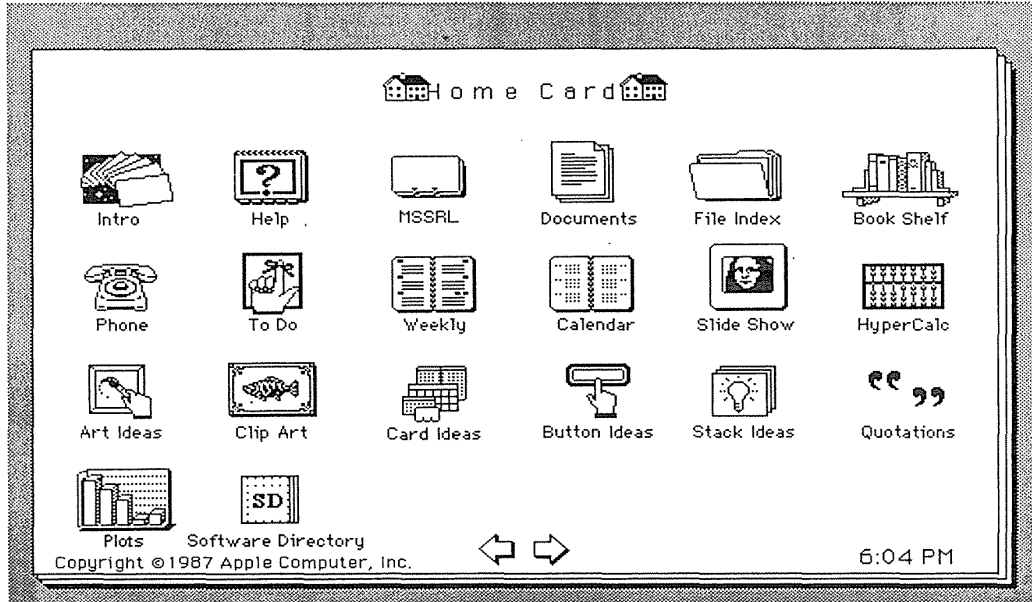 Home Card
Intro Help MSSRL Documents File Index Book Shelf
Phone To Do Weekly Calendar Slide Show HyperCalc
Art Ideas Clip Art Card Ideas Button Ideas Stack Ideas Quotations
SD
Plots Software Directory
Copyright ©1987 Apple Computer, Inc. 6:04 PM